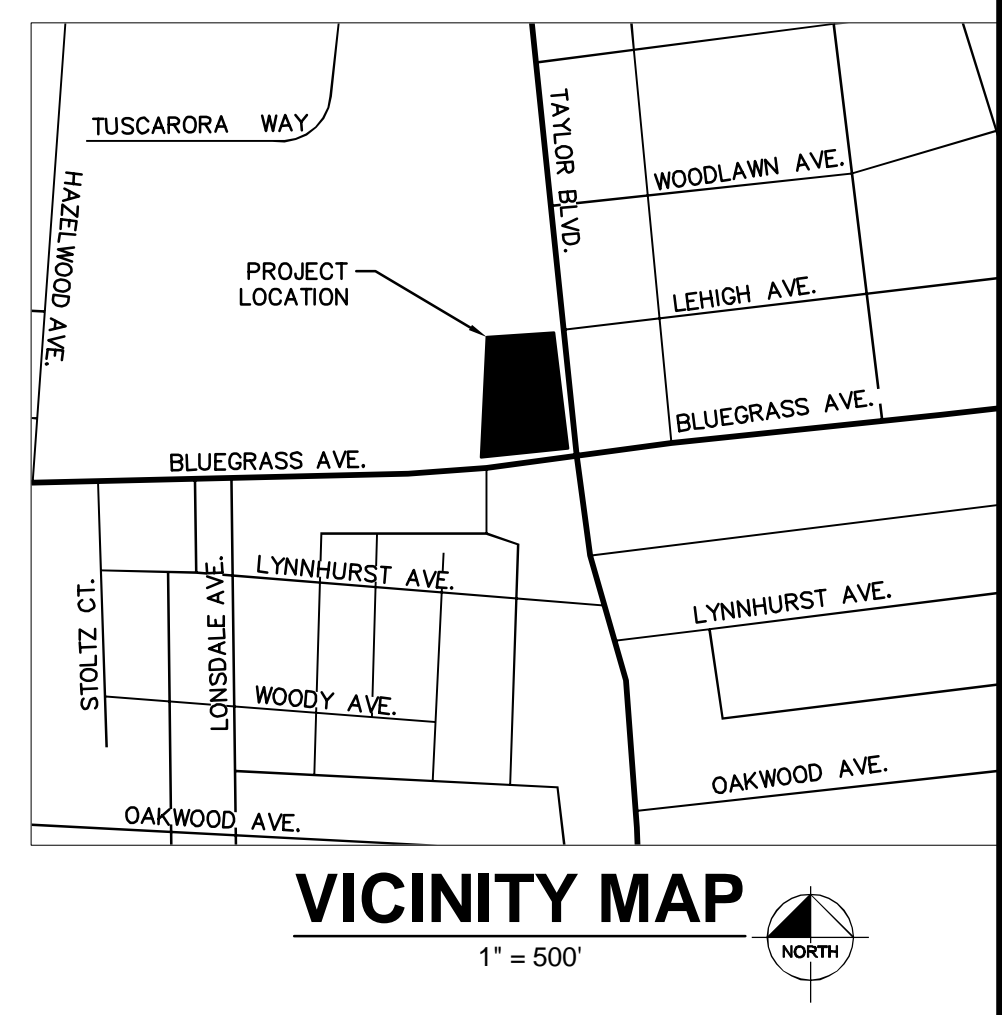 TUSCARORA WAY
HAZELWOOD AVE.
TAYLOR BLVD.
WOODLAWN AVE.
PROJECT
LOCATION
LEHIGH AVE.
BLUEGRASS AVE.
BLUEGRASS AVE.
LYNNHURST AVE.
STOLTZ CT.
LONSDALE AVE.
LYNNHURST AVE.
WOODY AVE.
OAKWOOD AVE.
OAKWOOD AVE.
VICINITY MAP
1" = 500'
NORTH